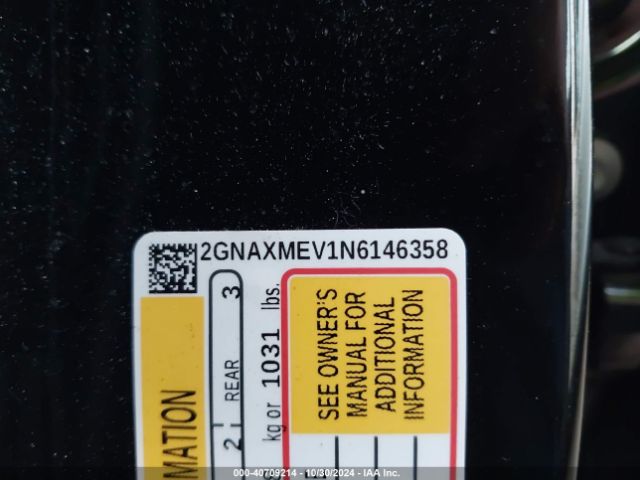 2GNAXMEV1N6146358
MATION
2 REAR 3
kg or 1031 lbs.
SEE OWNER'S
MANUAL FOR
ADDITIONAL
INFORMATION
000-40709214 - 10/30/2024 - IAA Inc.